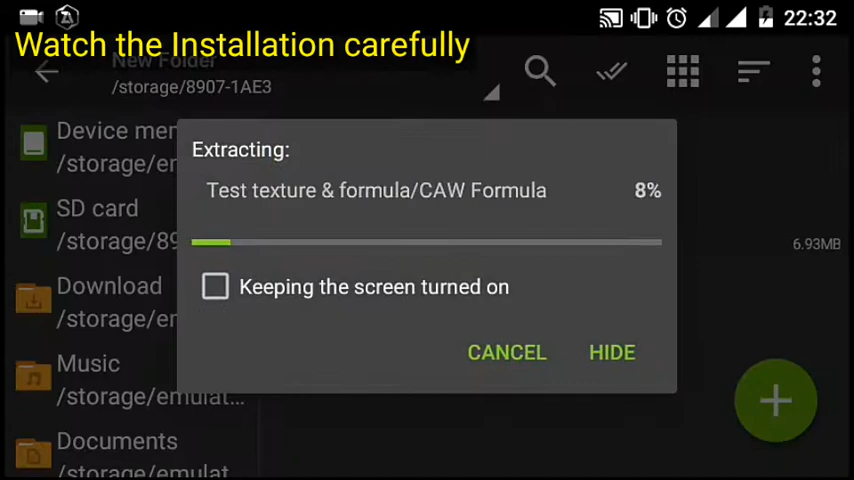 22:32
Watch the Installation carefully
New Folder
/storage/8907-1AE3
Device mem
/storage/em
SD card
/storage/89
Download
/storage/em
Music
/storage/emulat...
Documents
/storage/emulat
Extracting:
Test texture & formula/CAW Formula 8%
Keeping the screen turned on
CANCEL HIDE
6.93MB